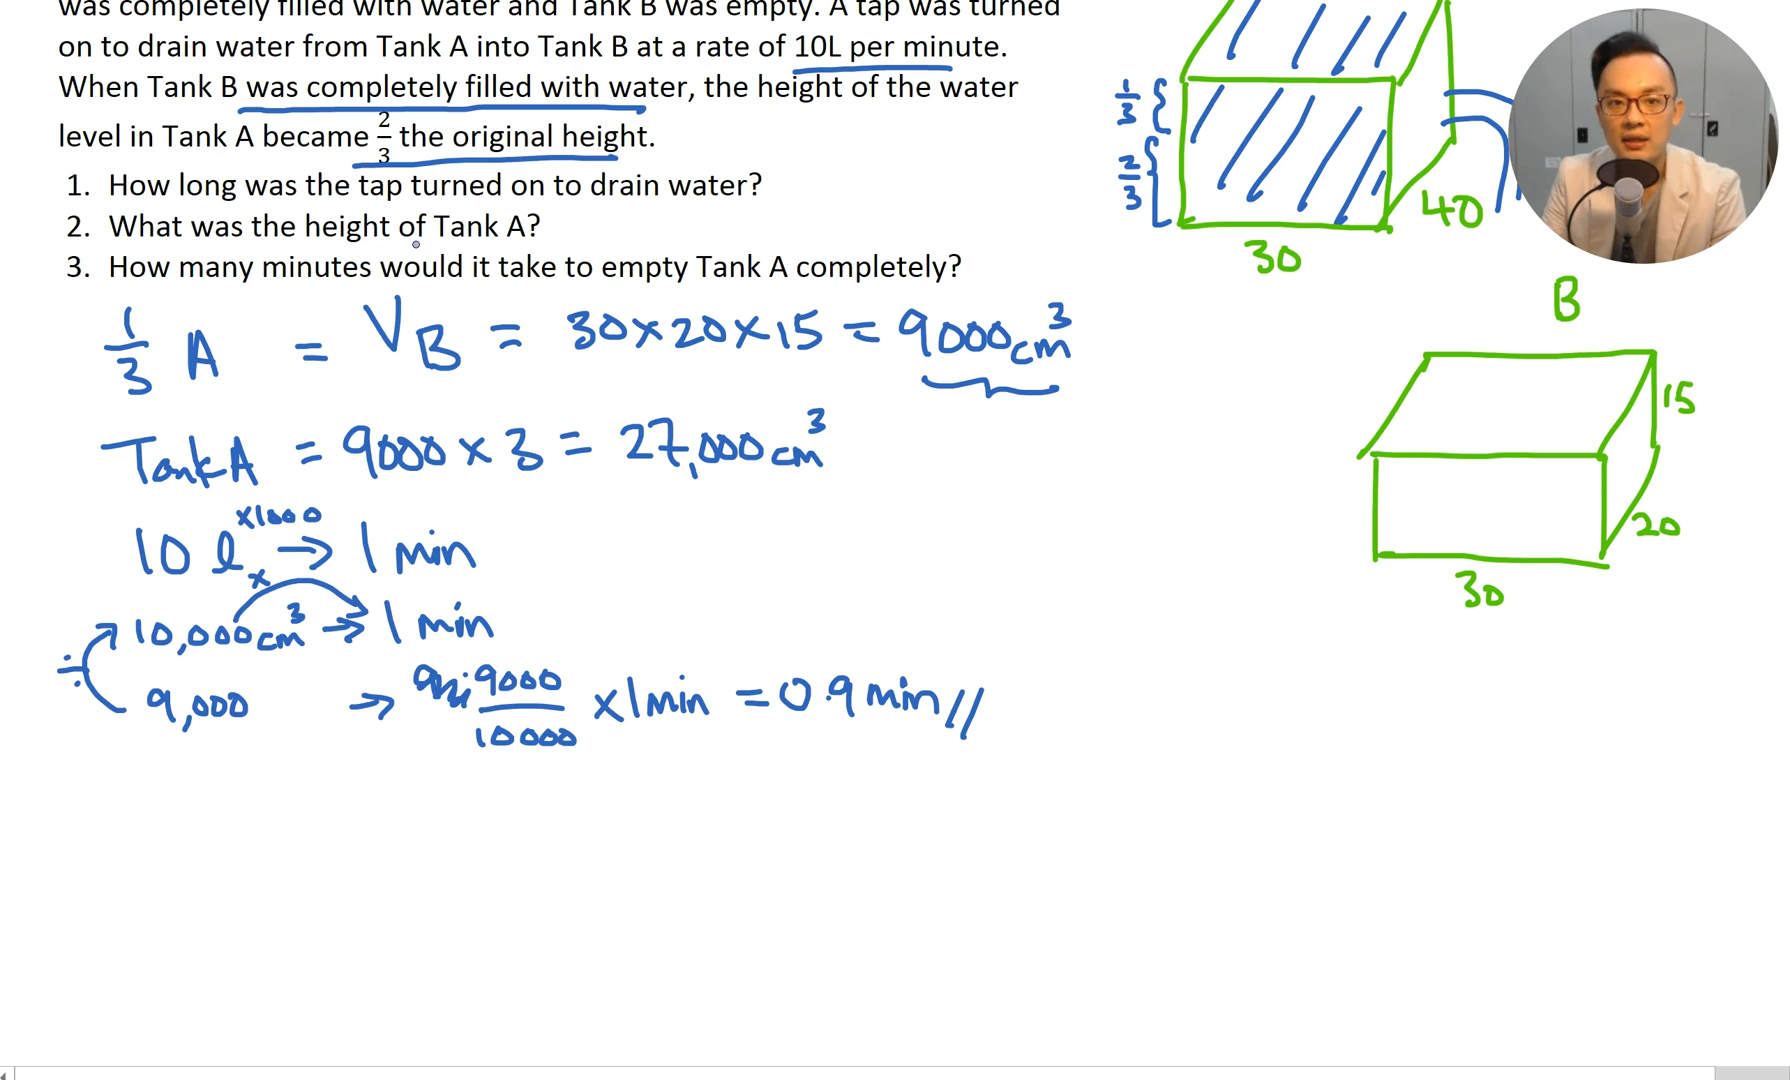 was completely filled with water and Tank B was empty. A tap was turned
on to drain water from Tank A into Tank B at a rate of 10L per minute.
When Tank B was completely filled with water, the height of the water
level in Tank A became 2/3 the original height.
1. How long was the tap turned on to drain water?
2. What was the height of Tank A?
3. How many minutes would it take to empty Tank A completely?
1/3 A = V_B = 30×20×15 = 9000cm³
Tank A = 9000 × 3 = 27,000 cm³
×1000
10 ℓ → 1 min
×
10,000cm³ → 1 min
÷
9,000 → 9000/10000 ×1min = 0.9min//
1/3
2/3
30
40
B
15
20
30